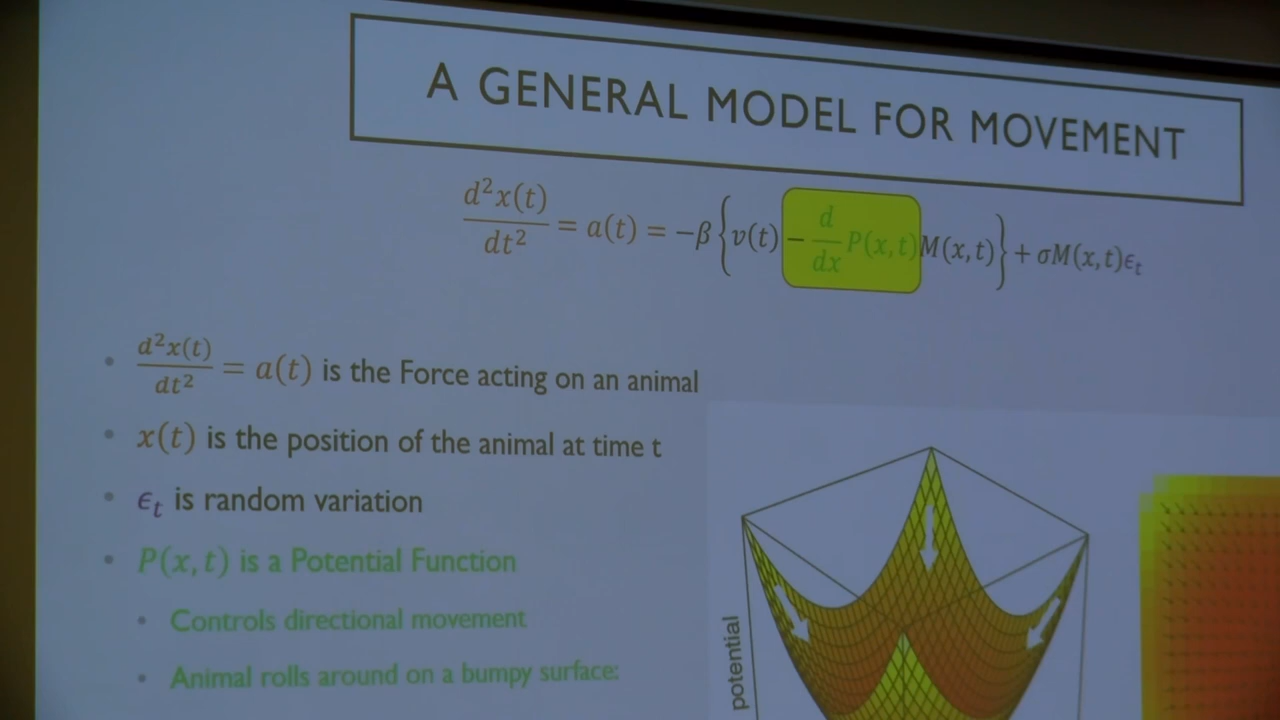 A GENERAL MODEL FOR MOVEMENT
d²x(t)/dt² = a(t) = −β{v(t) − d/dx P(x,t)M(x,t)} + σM(x,t)ϵₜ
• d²x(t)/dt² = a(t) is the Force acting on an animal
• x(t) is the position of the animal at time t
• ϵₜ is random variation
• P(x,t) is a Potential Function
• Controls directional movement
• Animal rolls around on a bumpy surface:
potential